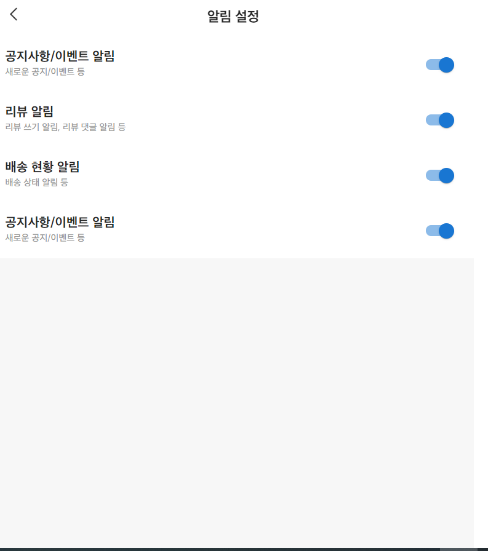 알림 설정
공지사항/이벤트 알림
새로운 공지/이벤트 등
리뷰 알림
리뷰 쓰기 알림, 리뷰 댓글 알림 등
배송 현황 알림
배송 상태 알림 등
공지사항/이벤트 알림
새로운 공지/이벤트 등